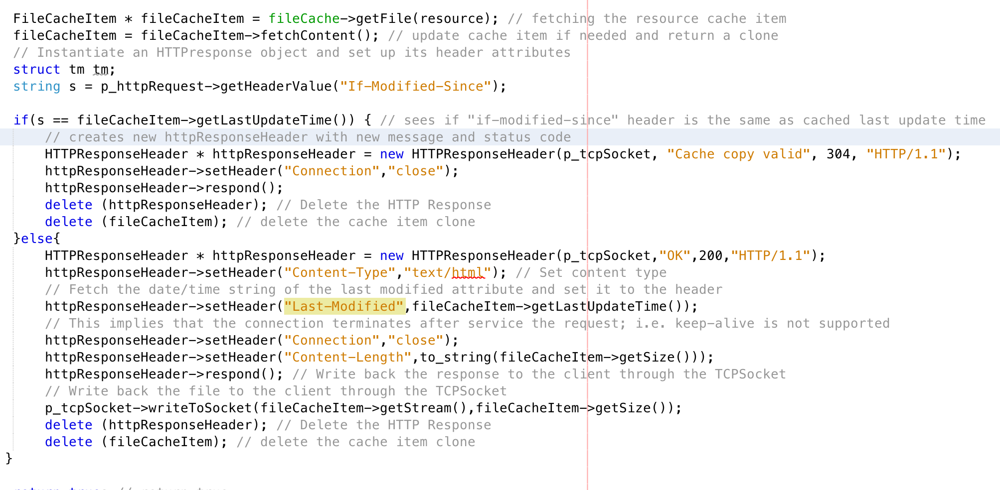 FileCacheItem * fileCacheItem = fileCache->getFile(resource); // fetching the resource cache item
fileCacheItem = fileCacheItem->fetchContent(); // update cache item if needed and return a clone
// Instantiate an HTTPresponse object and set up its header attributes
struct tm tm;
string s = p_httpRequest->getHeaderValue("If-Modified-Since");
if(s == fileCacheItem->getLastUpdateTime()) { // sees if "if-modified-since" header is the same as cached last update time
// creates new httpResponseHeader with new message and status code
HTTPResponseHeader * httpResponseHeader = new HTTPResponseHeader(p_tcpSocket, "Cache copy valid", 304, "HTTP/1.1");
httpResponseHeader->setHeader("Connection","close");
httpResponseHeader->respond();
delete (httpResponseHeader); // Delete the HTTP Response
delete (fileCacheItem); // delete the cache item clone
}else{
HTTPResponseHeader * httpResponseHeader = new HTTPResponseHeader(p_tcpSocket,"OK",200,"HTTP/1.1");
httpResponseHeader->setHeader("Content-Type","text/html"); // Set content type
// Fetch the date/time string of the last modified attribute and set it to the header
httpResponseHeader->setHeader("Last-Modified",fileCacheItem->getLastUpdateTime());
// This implies that the connection terminates after service the request; i.e. keep-alive is not supported
httpResponseHeader->setHeader("Connection","close");
httpResponseHeader->setHeader("Content-Length",to_string(fileCacheItem->getSize()));
httpResponseHeader->respond(); // Write back the response to the client through the TCPSocket
// Write back the file to the client through the TCPSocket
p_tcpSocket->writeToSocket(fileCacheItem->getStream(),fileCacheItem->getSize());
delete (httpResponseHeader); // Delete the HTTP Response
delete (fileCacheItem); // delete the cache item clone
}